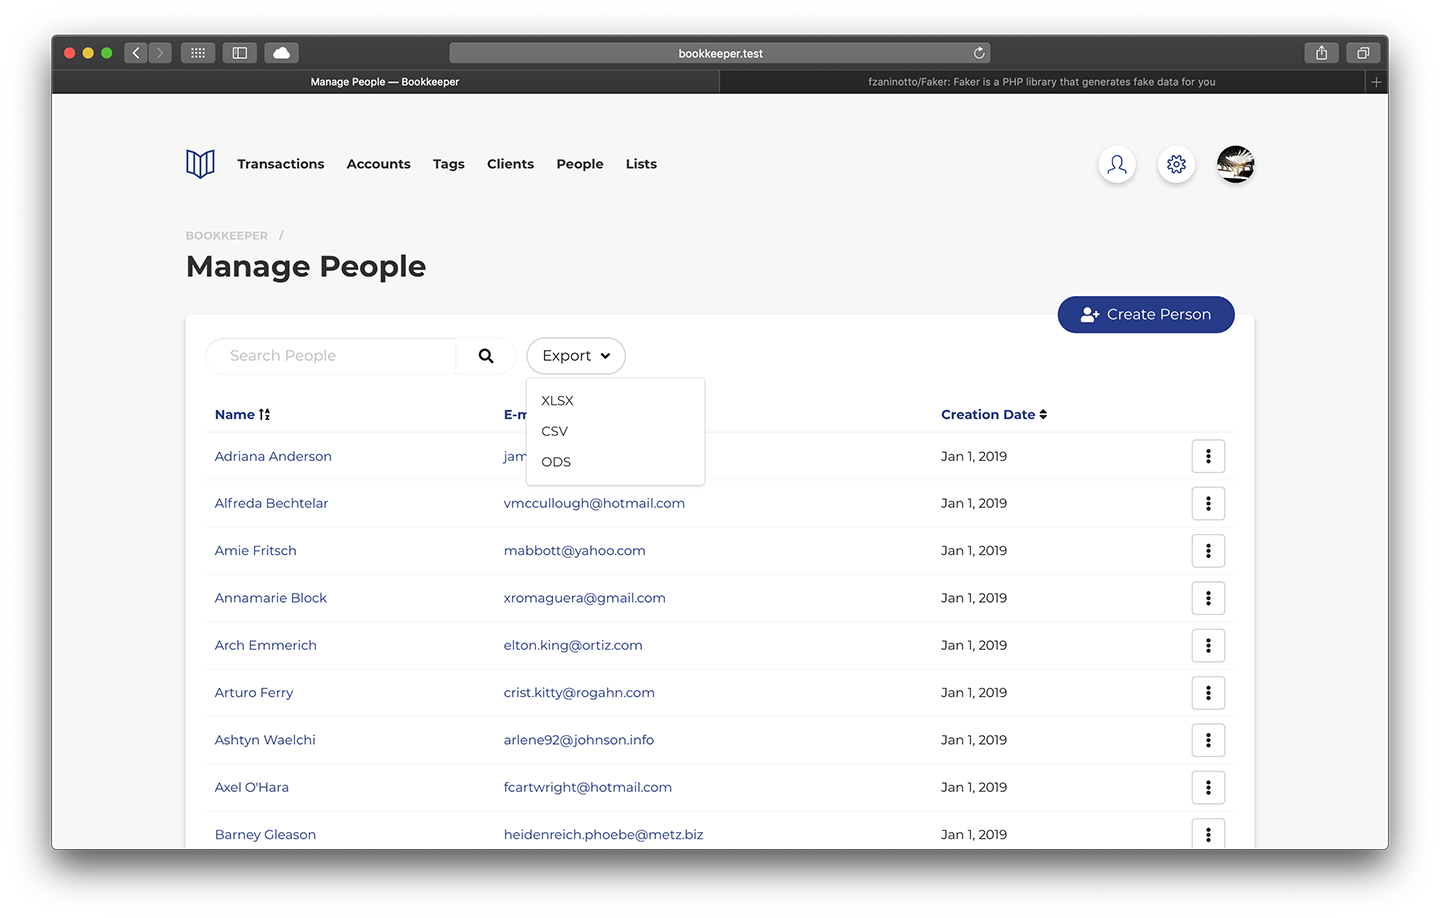 bookkeeper.test
Manage People — Bookkeeper
fzaninotto/Faker: Faker is a PHP library that generates fake data for you
Transactions Accounts Tags Clients People Lists
BOOKKEEPER /
Manage People
Create Person
Search People Export
XLSX
CSV
ODS
Name E-m Creation Date
Adriana Anderson jam Jan 1, 2019
Alfreda Bechtelar vmccullough@hotmail.com Jan 1, 2019
Amie Fritsch mabbott@yahoo.com Jan 1, 2019
Annamarie Block xromaguera@gmail.com Jan 1, 2019
Arch Emmerich elton.king@ortiz.com Jan 1, 2019
Arturo Ferry crist.kitty@rogahn.com Jan 1, 2019
Ashtyn Waelchi arlene92@johnson.info Jan 1, 2019
Axel O'Hara fcartwright@hotmail.com Jan 1, 2019
Barney Gleason heidenreich.phoebe@metz.biz Jan 1, 2019